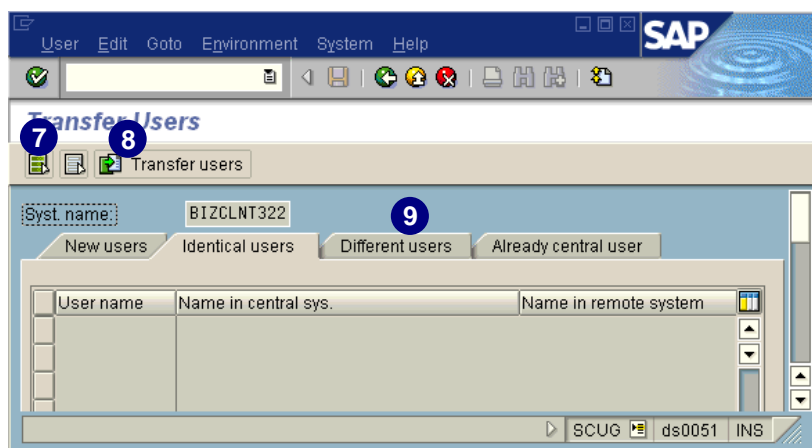 User Edit Goto Environment System Help
SAP
Transfer Users
7 8
Transfer users
Syst. name: BIZCLNT322
9
New users Identical users Different users Already central user
User name Name in central sys. Name in remote system
SCUG ds0051 INS